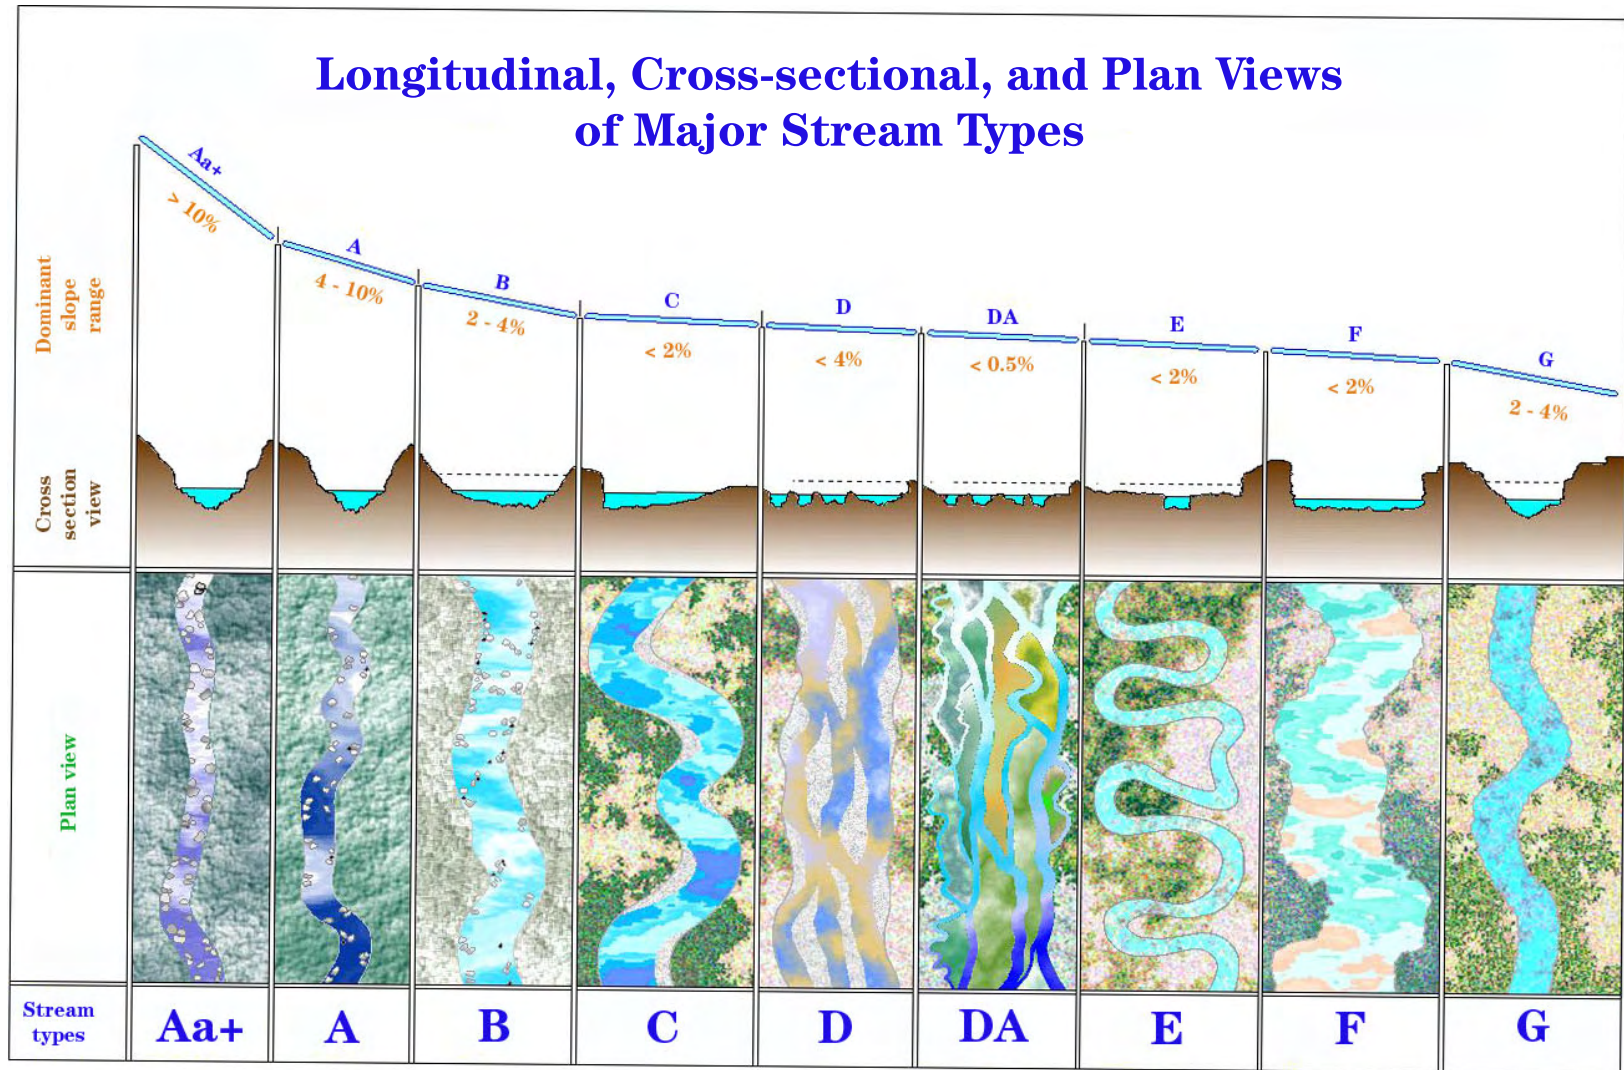 Longitudinal, Cross-sectional, and Plan Views
of Major Stream Types
Dominant
slope
range
Aa+
> 10%
A
4 - 10%
B
2 - 4%
C
< 2%
D
< 4%
DA
< 0.5%
E
< 2%
F
< 2%
G
2 - 4%
Cross
section
view
Plan view
Stream
types
Aa+
A
B
C
D
DA
E
F
G